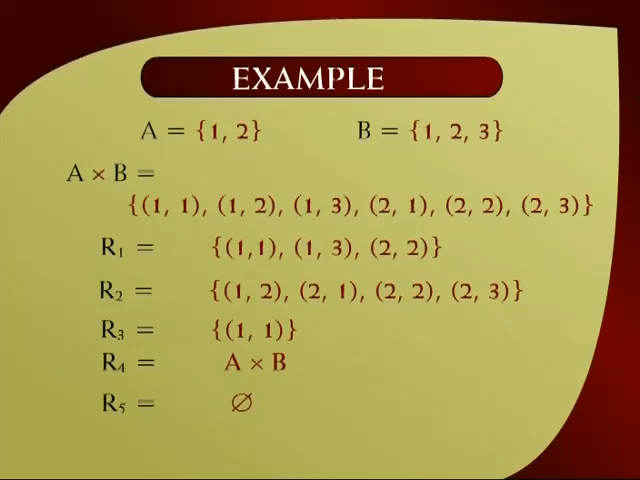 EXAMPLE
A = {1, 2} B = {1, 2, 3}
A × B =
{(1, 1), (1, 2), (1, 3), (2, 1), (2, 2), (2, 3)}
R₁ = {(1,1), (1, 3), (2, 2)}
R₂ = {(1, 2), (2, 1), (2, 2), (2, 3)}
R₃ = {(1, 1)}
R₄ = A × B
R₅ = ∅